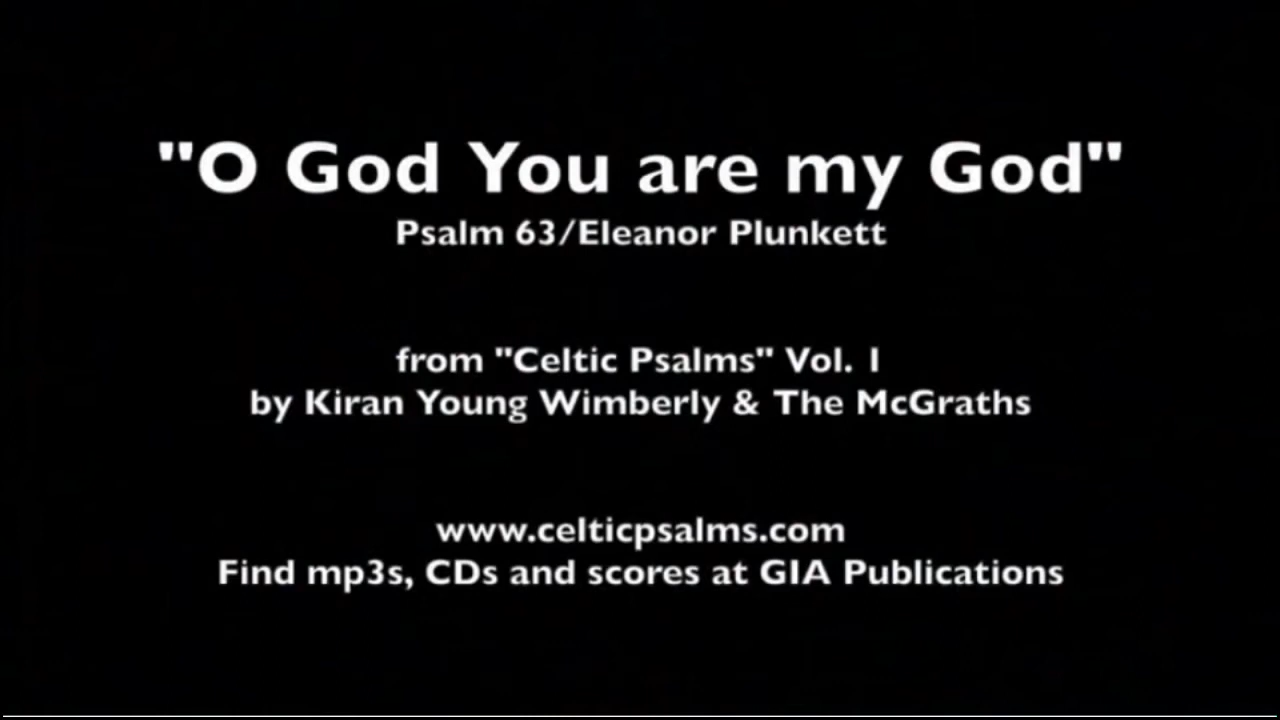 "O God You are my God"
Psalm 63/Eleanor Plunkett
from "Celtic Psalms" Vol. 1
by Kiran Young Wimberly & The McGraths
www.celticpsalms.com
Find mp3s, CDs and scores at GIA Publications